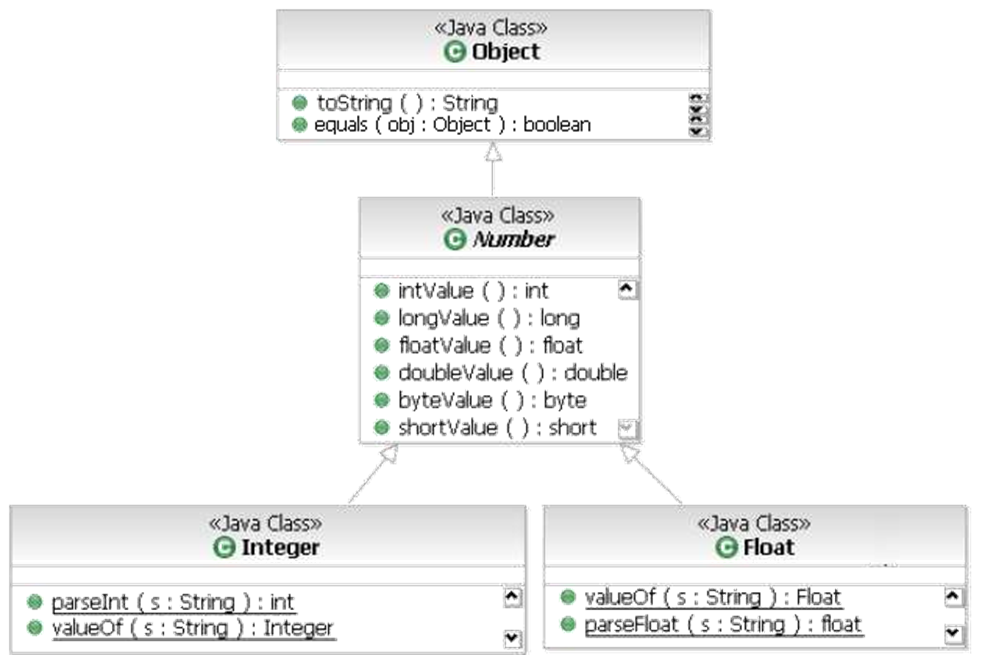 «Java Class»
C Object
toString ( ) : String
equals ( obj : Object ) : boolean
«Java Class»
C Number
intValue ( ) : int
longValue ( ) : long
floatValue ( ) : float
doubleValue ( ) : double
byteValue ( ) : byte
shortValue ( ) : short
«Java Class»
C Integer
parseInt ( s : String ) : int
valueOf ( s : String ) : Integer
«Java Class»
C Float
valueOf ( s : String ) : Float
parseFloat ( s : String ) : float